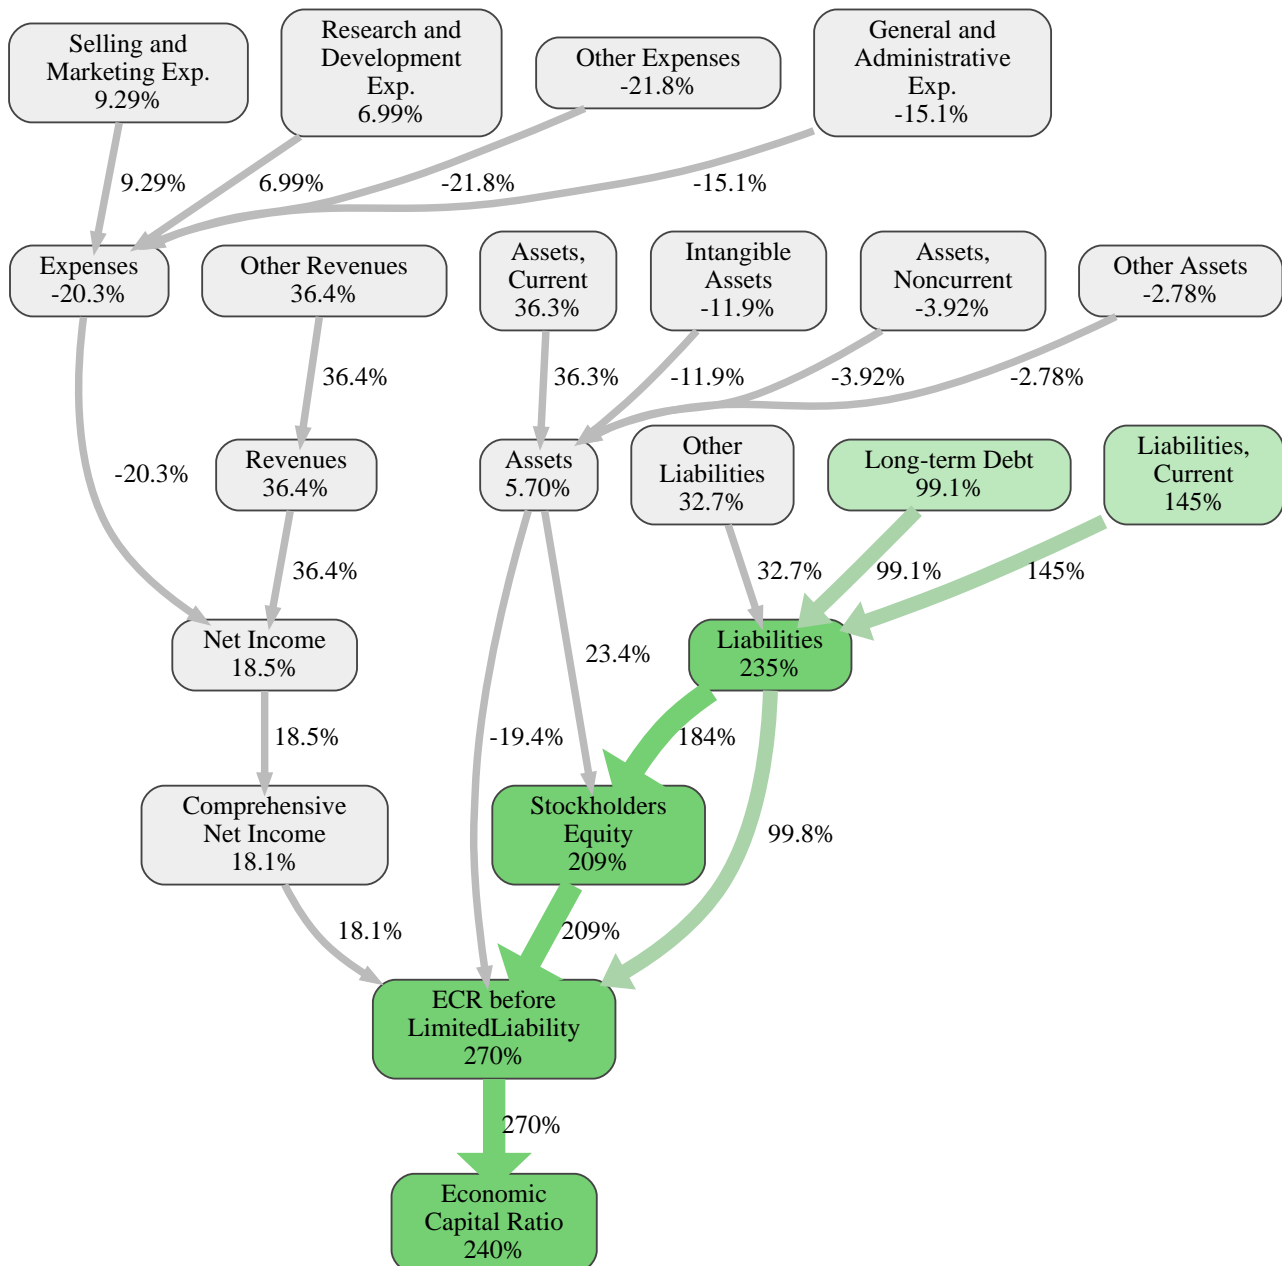 Selling and
Marketing Exp.
9.29%
Research and
Development
Exp.
6.99%
Other Expenses
-21.8%
General and
Administrative
Exp.
-15.1%
9.29%
6.99%
-21.8%
-15.1%
Expenses
-20.3%
Other Revenues
36.4%
Assets,
Current
36.3%
Intangible
Assets
-11.9%
Assets,
Noncurrent
-3.92%
Other Assets
-2.78%
36.4%
36.3%
-11.9%
-3.92%
-2.78%
-20.3%
Revenues
36.4%
Assets
5.70%
Other
Liabilities
32.7%
Long-term Debt
99.1%
Liabilities,
Current
145%
36.4%
32.7%
99.1%
145%
Net Income
18.5%
23.4%
Liabilities
235%
18.5%
-19.4%
184%
Comprehensive
Net Income
18.1%
Stockholders
Equity
209%
99.8%
18.1%
209%
ECR before
LimitedLiability
270%
270%
Economic
Capital Ratio
240%